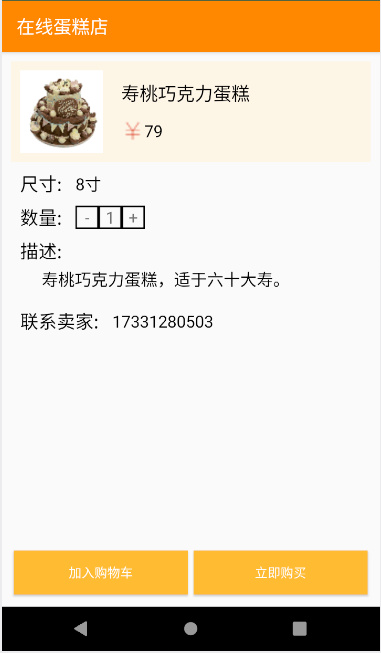 在线蛋糕店
寿桃巧克力蛋糕
￥79
尺寸: 8寸
数量: - 1 +
描述:
寿桃巧克力蛋糕，适于六十大寿。
联系卖家: 17331280503
加入购物车 立即购买